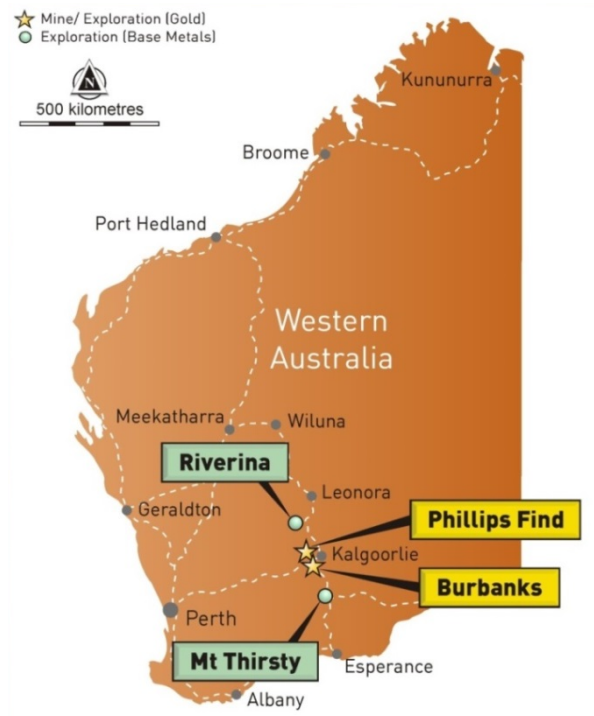 Mine/ Exploration (Gold)
Exploration (Base Metals)
N
500 kilometres
Kununurra
Broome
Port Hedland
Western
Australia
Meekatharra
Wiluna
Riverina
Leonora
Geraldton
Phillips Find
Kalgoorlie
Burbanks
Perth
Mt Thirsty
Esperance
Albany